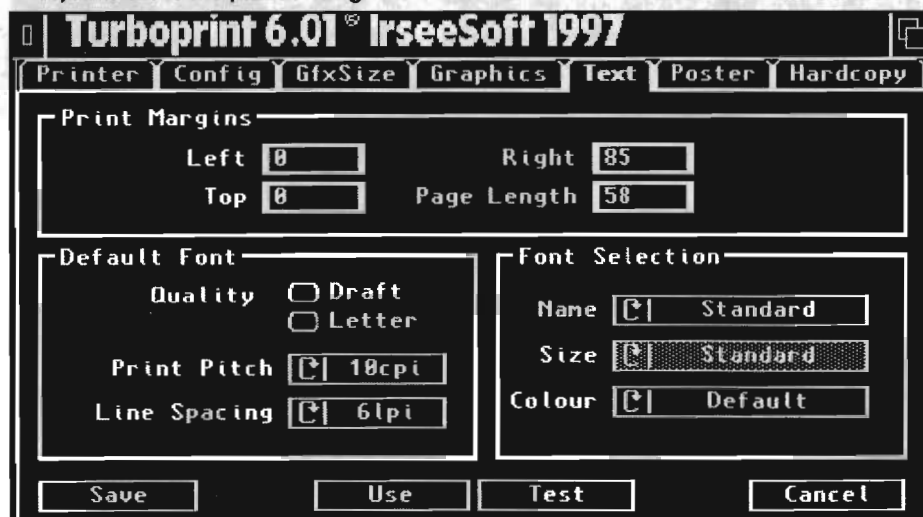 Turboprint 6.01® IrseeSoft 1997
Printer Config GfxSize Graphics Text Poster Hardcopy
Print Margins
Left 0 Right 85
Top 0 Page Length 58
Default Font
Quality Draft
Letter
Print Pitch 10cpi
Line Spacing 6lpi
Font Selection
Name Standard
Size Standard
Colour Default
Save Use Test Cancel